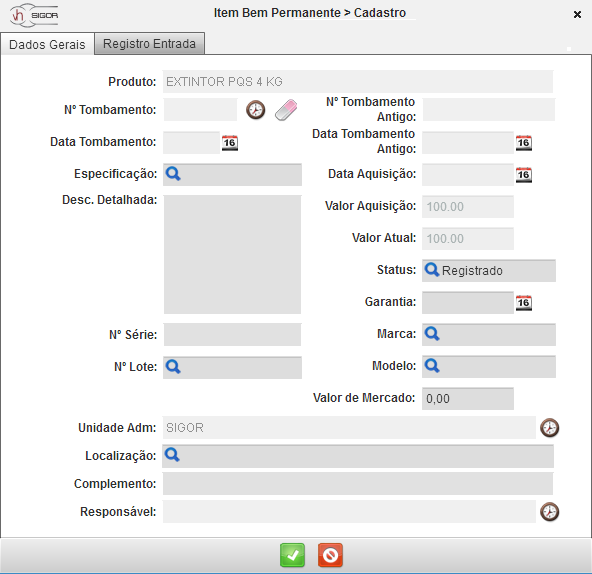 SIGOR
Item Bem Permanente > Cadastro
Dados Gerais
Registro Entrada
Produto: EXTINTOR PQS 4 KG
Nº Tombamento:
Nº Tombamento
Antigo:
Data Tombamento: 16
Data Tombamento
Antigo: 16
Especificação:
Data Aquisição: 16
Desc. Detalhada:
Valor Aquisição: 100.00
Valor Atual: 100.00
Status: Registrado
Garantia: 16
Nº Série:
Marca:
Nº Lote:
Modelo:
Valor de Mercado: 0,00
Unidade Adm: SIGOR
Localização:
Complemento:
Responsável: